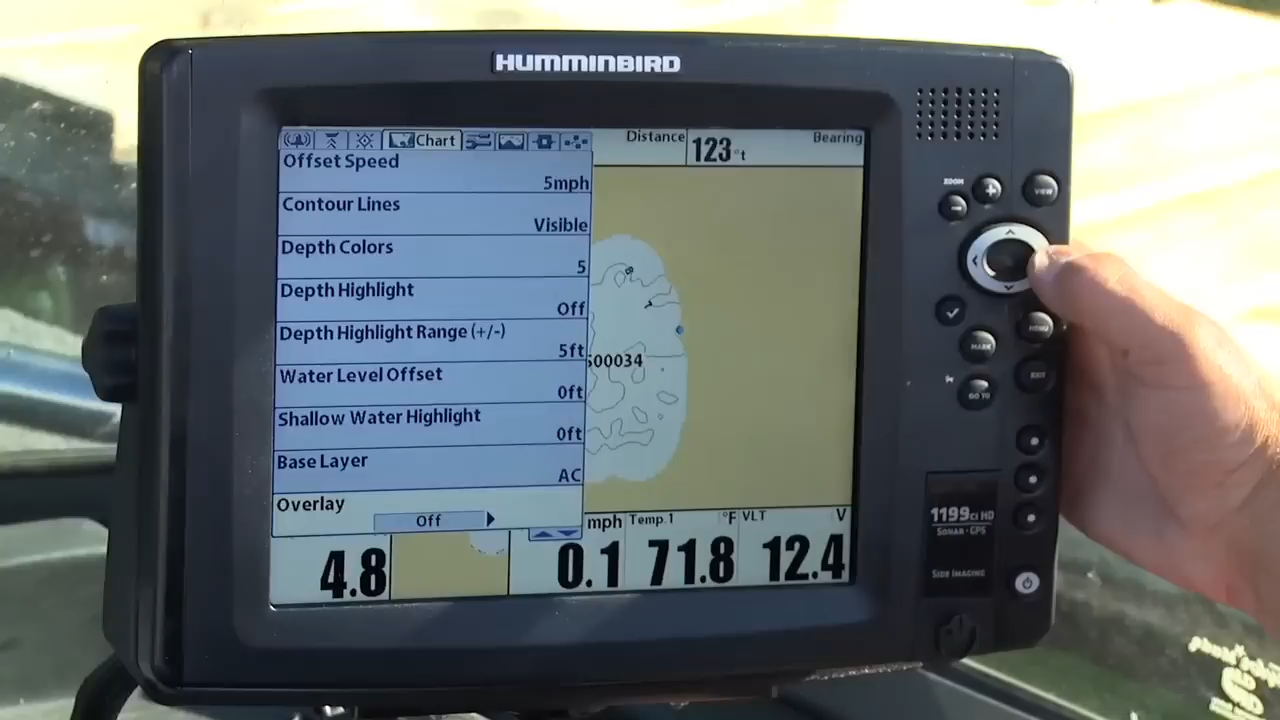 HUMMINBIRD
Chart
Distance
123°t
Bearing
Offset Speed
5mph
Contour Lines
Visible
Depth Colors
5
Depth Highlight
Off
Depth Highlight Range (+/-)
5ft
Water Level Offset
0ft
Shallow Water Highlight
0ft
Base Layer
AC
Overlay
Off
00034
4.8
mph
0.1
Temp.1 °F
71.8
VLT V
12.4
ZOOM
+
-
VIEW
MENU
MARK
EXIT
GO TO
1199ci HD
SONAR·GPS
SIDE IMAGING